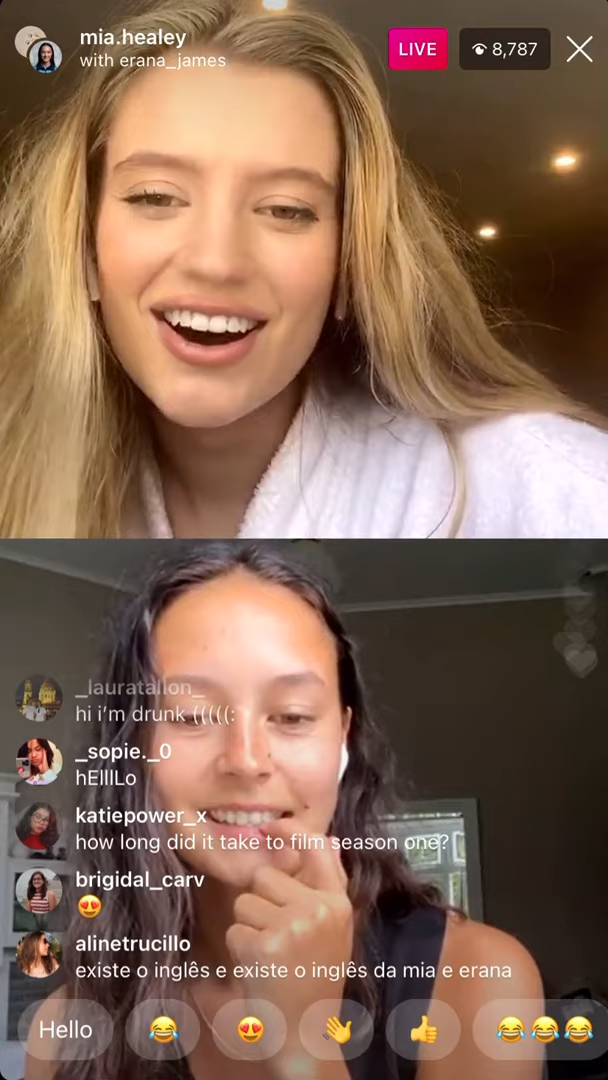 mia.healey
with erana_james
LIVE
8,787
_lauratallon_
hi i'm drunk (((((:
_sopie._0
hEllILo
katiepower_x
how long did it take to film season one?
brigidal_carv
😍
alinetrucillo
existe o inglês e existe o inglês da mia e erana
Hello 😂 😍 👋 👍 😂😂😂